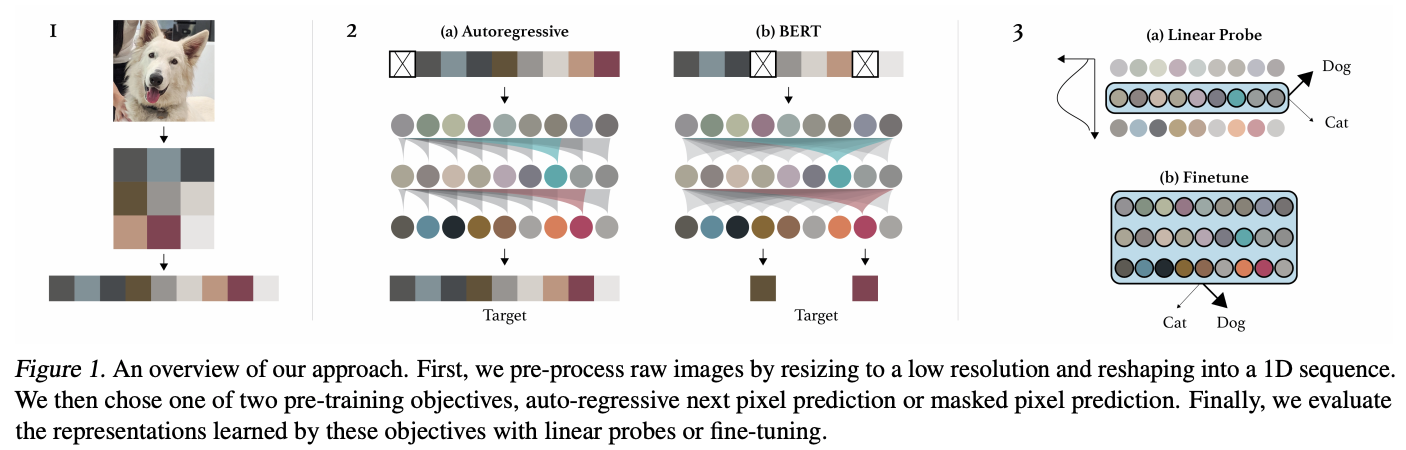 1
2
(a) Autoregressive
(b) BERT
Target
Target
3
(a) Linear Probe
Dog
Cat
(b) Finetune
Cat
Dog
Figure 1. An overview of our approach. First, we pre-process raw images by resizing to a low resolution and reshaping into a 1D sequence.
We then chose one of two pre-training objectives, auto-regressive next pixel prediction or masked pixel prediction. Finally, we evaluate
the representations learned by these objectives with linear probes or fine-tuning.